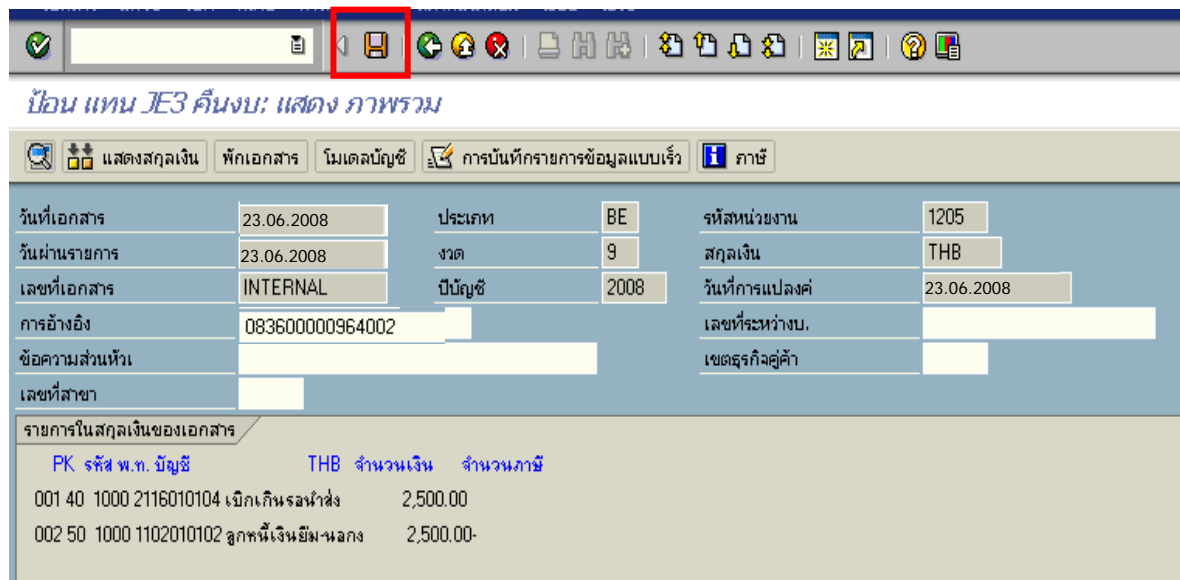 ป้อน แทน JE3 คืนงบ: แสดง ภาพรวม
แสดงสกุลเงิน พักเอกสาร โมเดลบัญชี การบันทึกรายการข้อมูลแบบเร็ว ภาษี
วันที่เอกสาร 23.06.2008 ประเภท BE รหัสหน่วยงาน 1205
วันผ่านรายการ 23.06.2008 งวด 9 สกุลเงิน THB
เลขที่เอกสาร INTERNAL ปีบัญชี 2008 วันที่การแปลงค่ 23.06.2008
การอ้างอิง 083600000964002 เลขที่ระหว่างบ.
ข้อความส่วนหัวเ เขตธุรกิจคู่ค้า
เลขที่สาขา
รายการในสกุลเงินของเอกสาร
PK รหัส พ.ท. บัญชี THB จำนวนเงิน จำนวนภาษี
001 40 1000 2116010104 เบิกเกินรอนำส่ง 2,500.00
002 50 1000 1102010102 ลูกหนี้เงินยืม-นอกง 2,500.00-